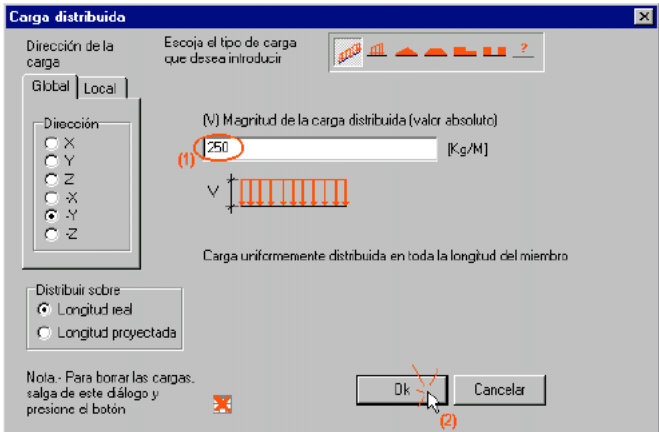 Carga distribuida
Dirección de la
carga
Escoja el tipo de carga
que desea introducir
?
Global
Local
Dirección
X
Y
Z
-X
-Y
-Z
(V) Magnitud de la carga distribuida (valor absoluto)
(1)
250
[Kg/M]
V
Carga uniformemente distribuida en toda la longitud del miembro
Distribuir sobre
Longitud real
Longitud proyectada
Nota.- Para borrar las cargas,
salga de este diálogo y
presione el botón
Ok
Cancelar
(2)